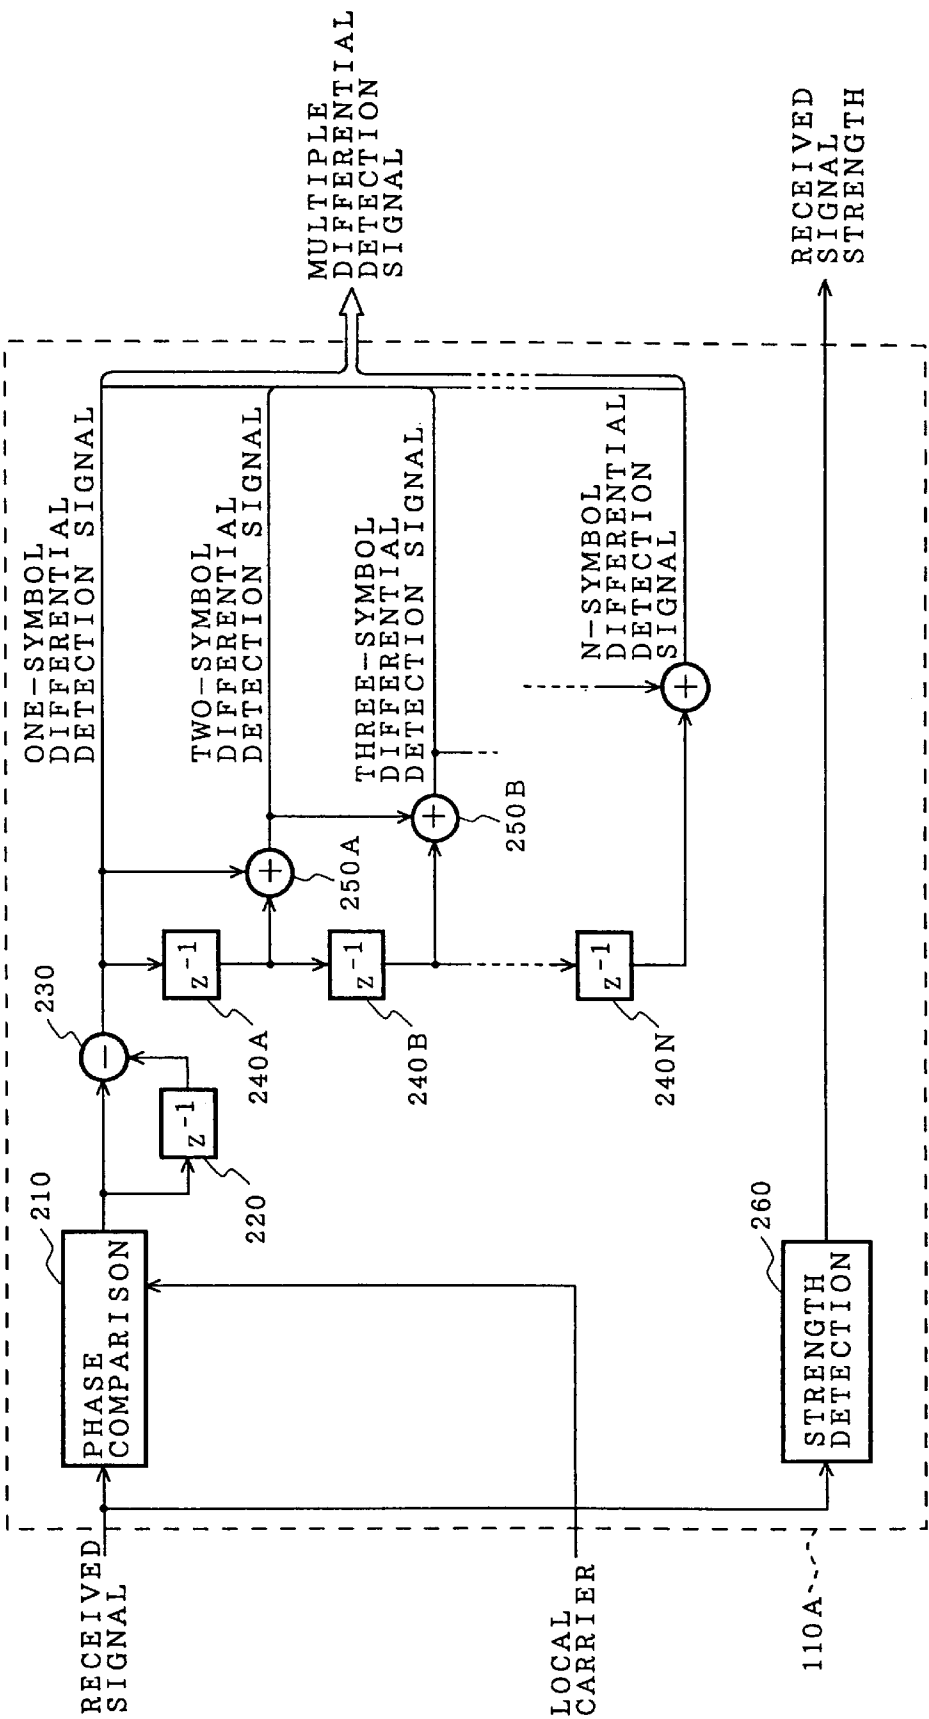 RECEIVED
SIGNAL
LOCAL
CARRIER
110A
210
PHASE
COMPARISON
z⁻¹
220
−
230
ONE-SYMBOL
DIFFERENTIAL
DETECTION SIGNAL
z⁻¹
240A
+
250A
TWO-SYMBOL
DIFFERENTIAL
DETECTION SIGNAL
z⁻¹
240B
+
250B
THREE-SYMBOL
DIFFERENTIAL
DETECTION SIGNAL
z⁻¹
240N
+
N-SYMBOL
DIFFERENTIAL
DETECTION
SIGNAL
MULTIPLE
DIFFERENTIAL
DETECTION
SIGNAL
260
STRENGTH
DETECTION
RECEIVED
SIGNAL
STRENGTH